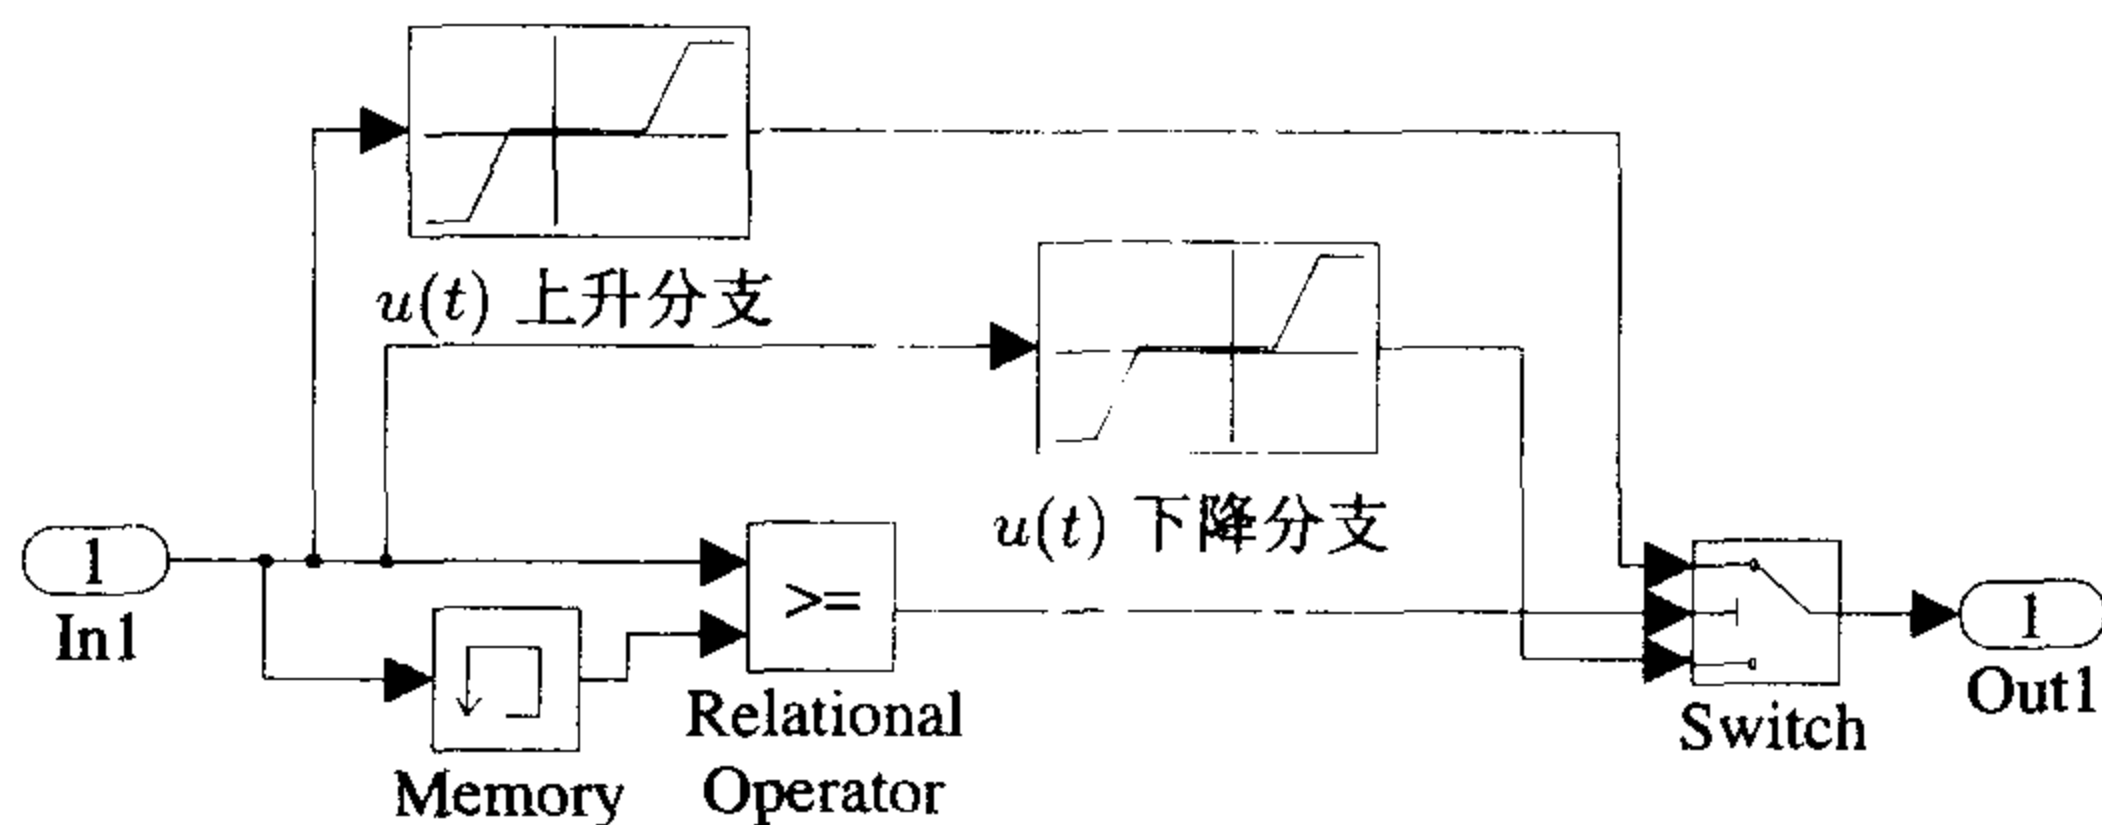 u(t) 上升分支
u(t) 下降分支
1
In1
>=
Memory
Relational
Operator
Switch
1
Out1